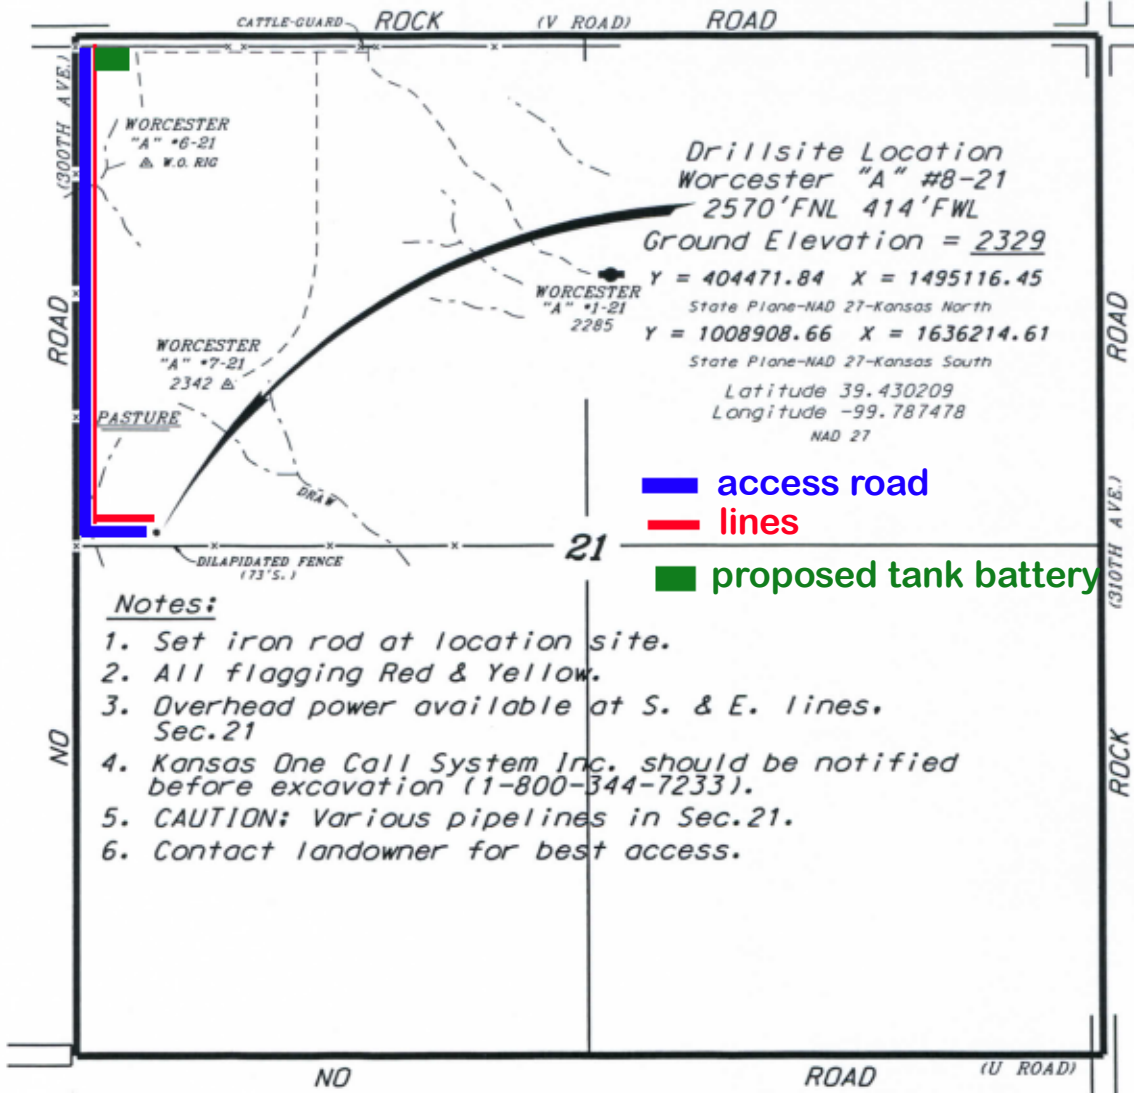 CATTLE-GUARD ROCK (V ROAD) ROAD
(300TH AVE.)
WORCESTER
"A" #6-21
W.O. RIG
Drillsite Location
Worcester "A" #8-21
2570'FNL 414'FWL
Ground Elevation = 2329
Y = 404471.84 X = 1495116.45
State Plane-NAD 27-Kansas North
Y = 1008908.66 X = 1636214.61
State Plane-NAD 27-Kansas South
Latitude 39.430209
Longitude -99.787478
NAD 27
WORCESTER
"A" #1-21
2285
ROAD
ROAD
WORCESTER
"A" #7-21
2342
PASTURE
DRAW
access road
lines
proposed tank battery
(310TH AVE.)
21
DILAPIDATED FENCE
(73'S.)
Notes:
1. Set iron rod at location site.
2. All flagging Red & Yellow.
3. Overhead power available at S. & E. lines,
Sec.21
4. Kansas One Call System Inc. should be notified
before excavation (1-800-344-7233).
5. CAUTION: Various pipelines in Sec.21.
6. Contact landowner for best access.
NO
ROCK
NO ROAD (U ROAD)